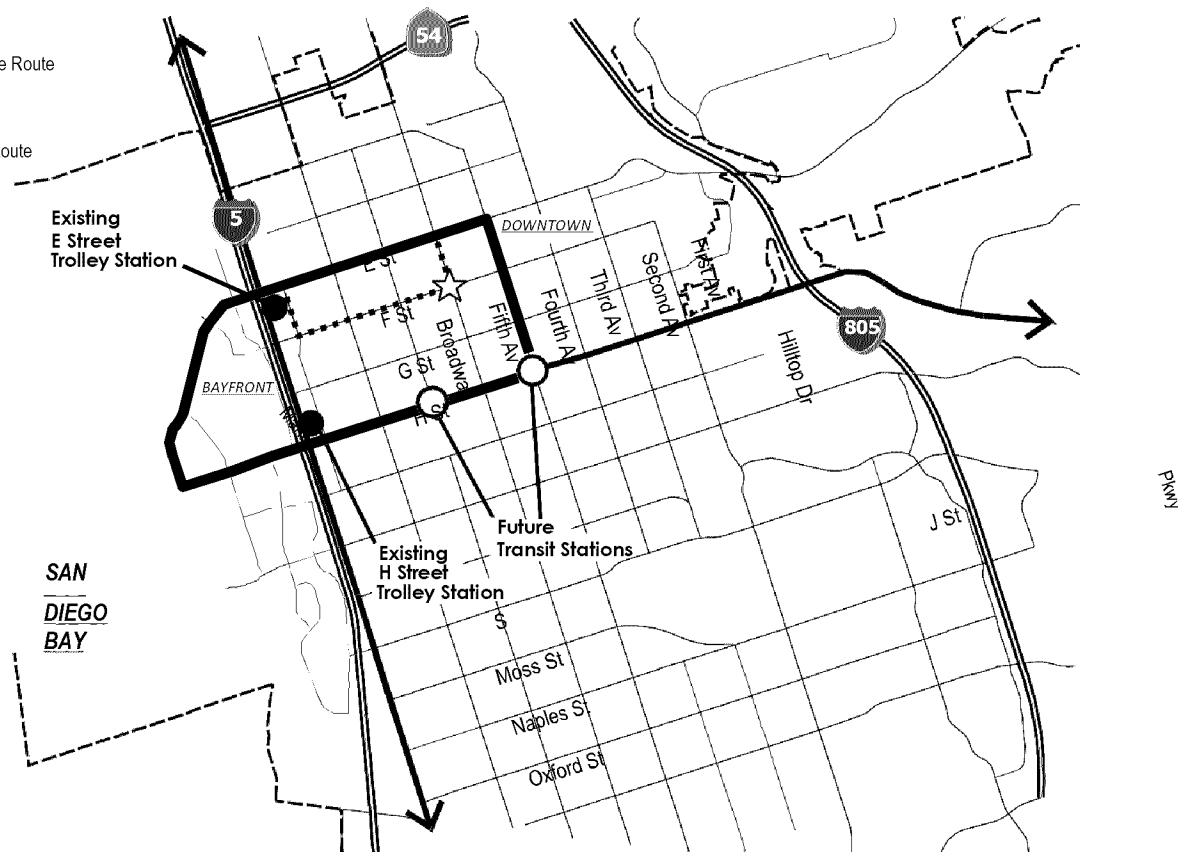 54
e Route
oute
Existing
E Street
Trolley Station
5
DOWNTOWN
E St
First Av
Second Av
Third Av
Fourth A
Fifth Av
F St
Broadwa
805
G St
BAYFRONT
H St
Hilltop Dr
Pkwy
J St
Future
Transit Stations
Existing
H Street
Trolley Station
SAN
DIEGO
BAY
S
Moss St
Naples St
Oxford St